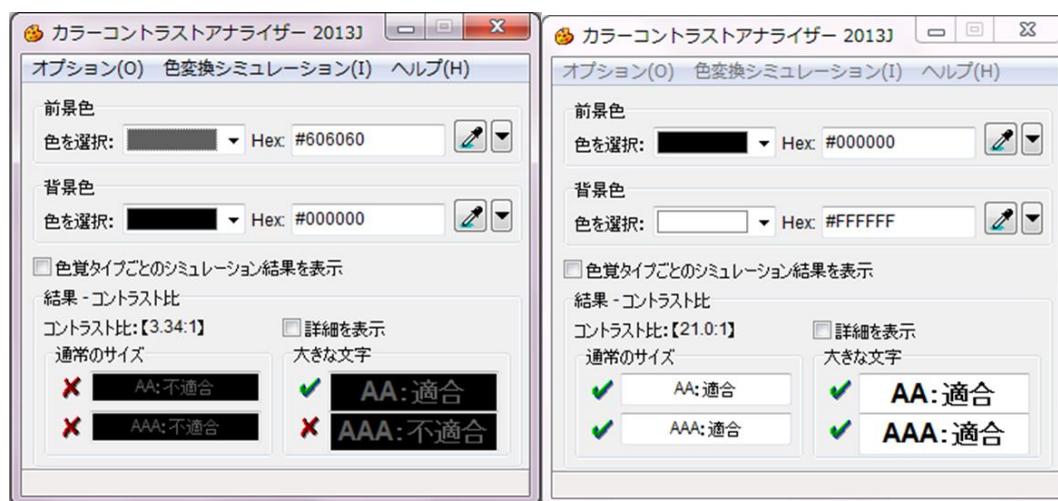 カラーコントラストアナライザー 2013J
オプション(O) 色変換シミュレーション(I) ヘルプ(H)
前景色
色を選択: Hex: #606060
背景色
色を選択: Hex: #000000
色覚タイプごとのシミュレーション結果を表示
結果 - コントラスト比
コントラスト比:【3.34:1】 詳細を表示
通常のサイズ 大きな文字
AA:不適合 AA:適合
AAA:不適合 AAA:不適合
カラーコントラストアナライザー 2013J
オプション(O) 色変換シミュレーション(I) ヘルプ(H)
前景色
色を選択: Hex: #000000
背景色
色を選択: Hex: #FFFFFF
色覚タイプごとのシミュレーション結果を表示
結果 - コントラスト比
コントラスト比:【21.0:1】 詳細を表示
通常のサイズ 大きな文字
AA:適合 AA:適合
AAA:適合 AAA:適合